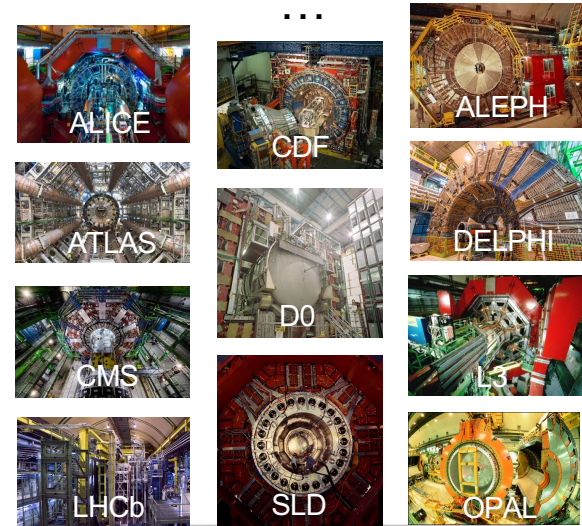 ...
ALICE
ATLAS
CMS
LHCb
CDF
D0
SLD
ALEPH
DELPHI
L3
OPAL